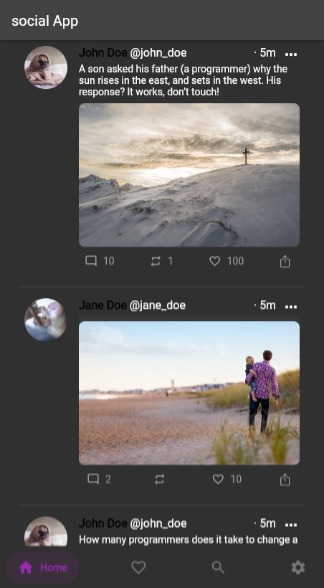 social App
John Doe @john_doe · 5m
A son asked his father (a programmer) why the
sun rises in the east, and sets in the west. His
response? It works, don't touch!
10 1 100
Jane Doe @jane_doe · 5m
2 10
John Doe @john_doe · 5m
How many programmers does it take to change a
Home